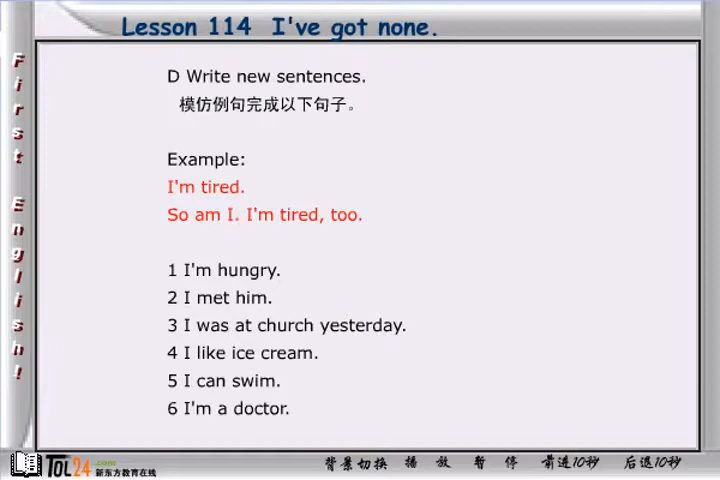 Lesson 114 I've got none.
First English!
D Write new sentences.
模仿例句完成以下句子。
Example:
I'm tired.
So am I. I'm tired, too.
1 I'm hungry.
2 I met him.
3 I was at church yesterday.
4 I like ice cream.
5 I can swim.
6 I'm a doctor.
TOL24.com
新东方教育在线
背景切换 播放 暂停 前进10秒 后退10秒